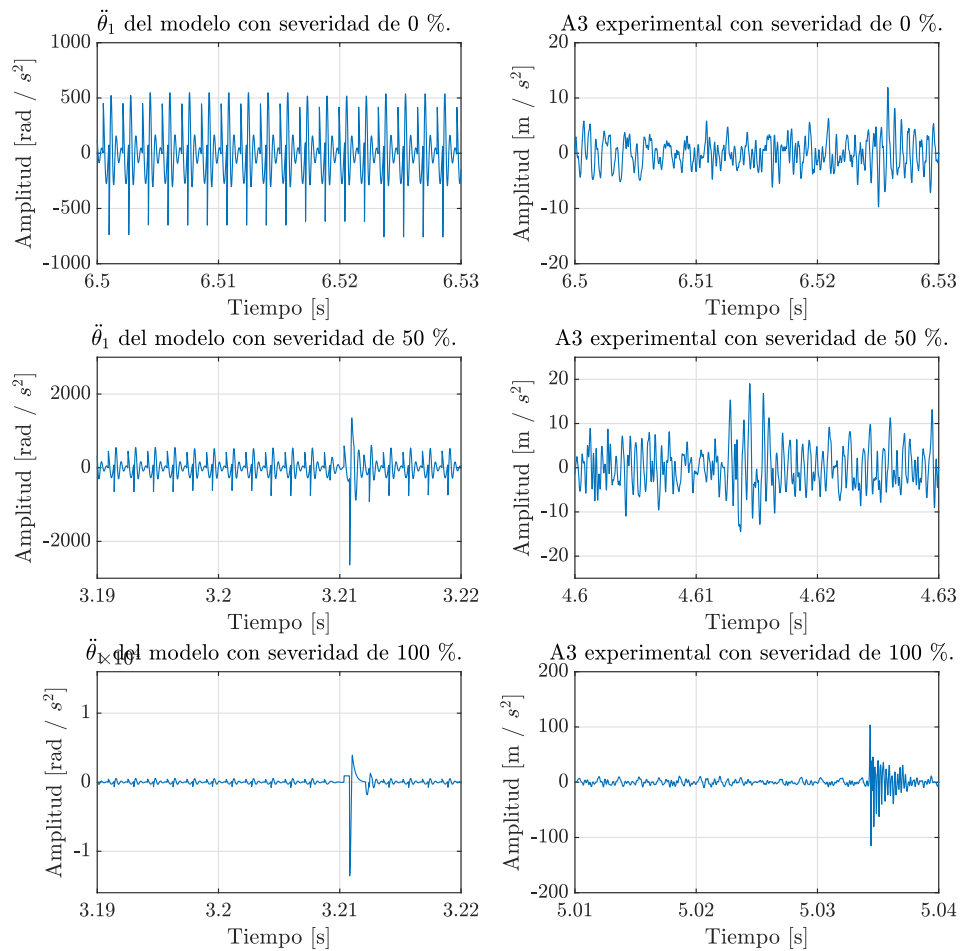 θ̈₁ del modelo con severidad de 0 %.
1000
500
0
-500
-1000
Amplitud [rad / s²]
6.5 6.51 6.52 6.53
Tiempo [s]
A3 experimental con severidad de 0 %.
20
10
0
-10
-20
Amplitud [m / s²]
6.5 6.51 6.52 6.53
Tiempo [s]
θ̈₁ del modelo con severidad de 50 %.
2000
0
-2000
Amplitud [rad / s²]
3.19 3.2 3.21 3.22
Tiempo [s]
A3 experimental con severidad de 50 %.
20
10
0
-10
-20
Amplitud [m / s²]
4.6 4.61 4.62 4.63
Tiempo [s]
θ̈₁ del modelo con severidad de 100 %.
1
0
-1
Amplitud [rad / s²]
3.19 3.2 3.21 3.22
Tiempo [s]
A3 experimental con severidad de 100 %.
200
100
0
-100
-200
Amplitud [m / s²]
5.01 5.02 5.03 5.04
Tiempo [s]